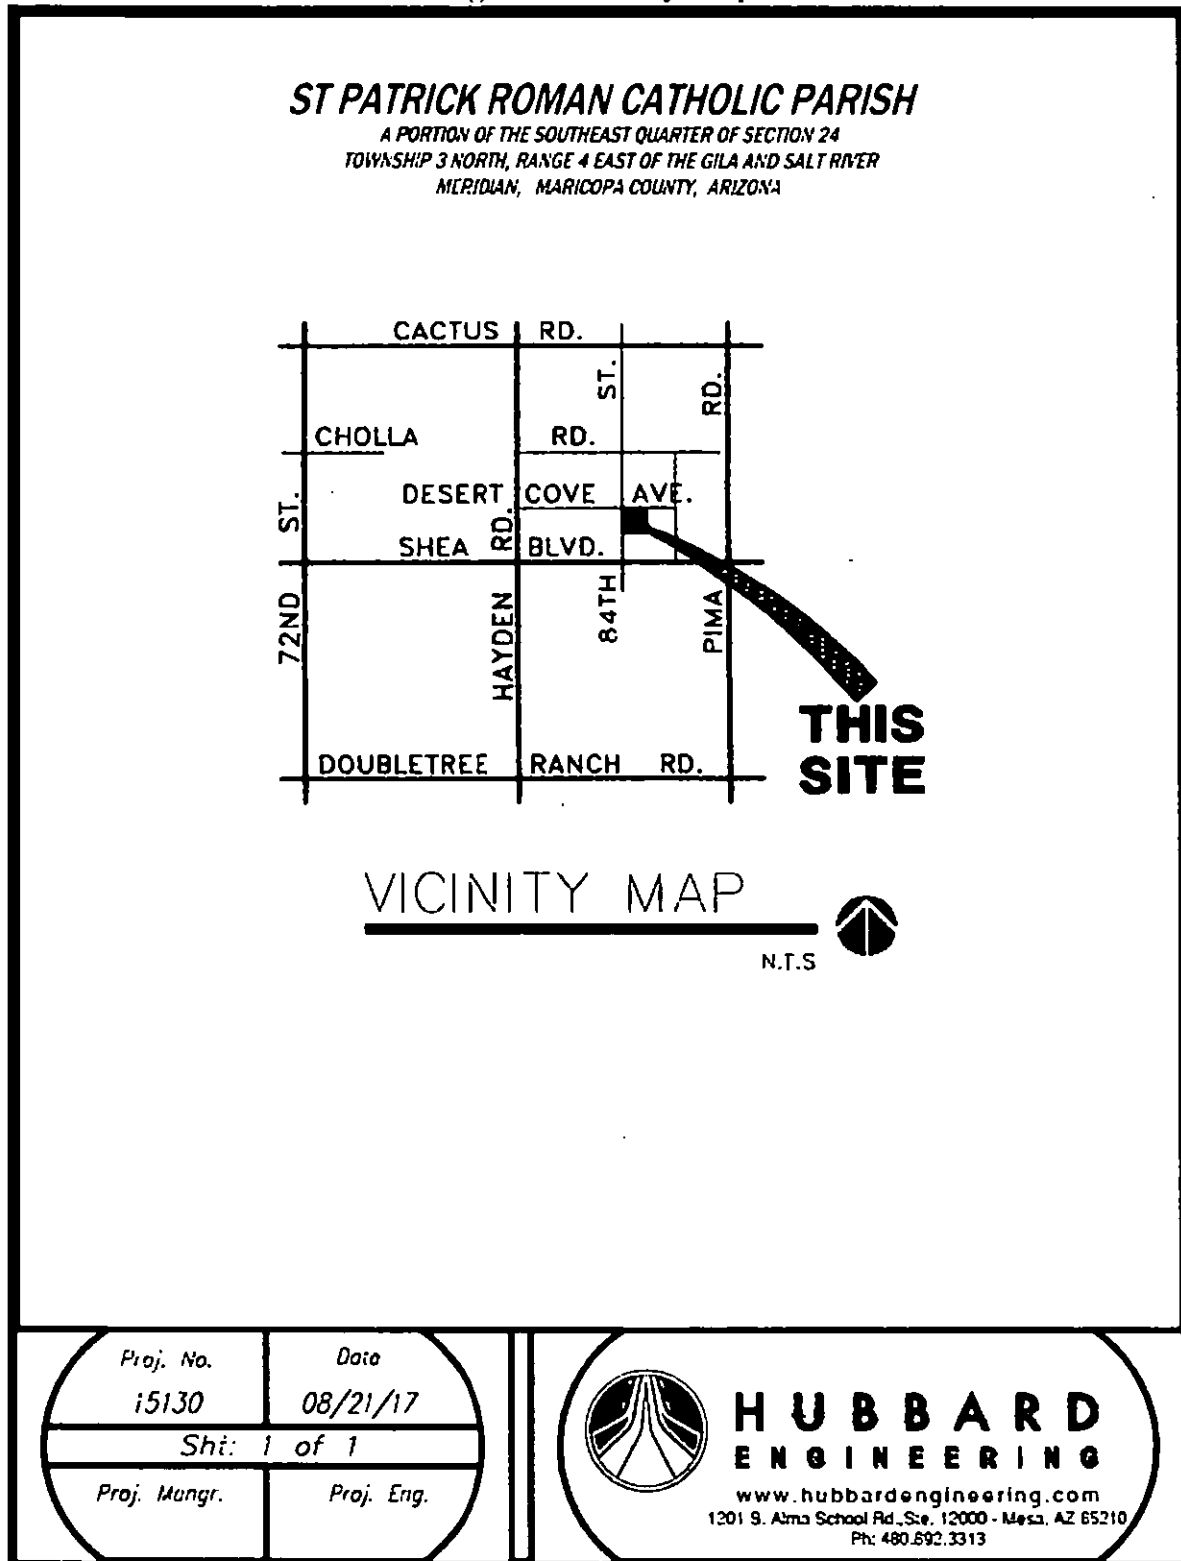 ST PATRICK ROMAN CATHOLIC PARISH
A PORTION OF THE SOUTHEAST QUARTER OF SECTION 24
TOWNSHIP 3 NORTH, RANGE 4 EAST OF THE GILA AND SALT RIVER
MERIDIAN, MARICOPA COUNTY, ARIZONA
CACTUS RD.
ST.
RD.
CHOLLA RD.
DESERT COVE AVE.
ST.
RD.
SHEA BLVD.
72ND
HAYDEN
84TH
PIMA
THIS
SITE
DOUBLETREE RANCH RD.
VICINITY MAP
N.T.S
Proj. No. Date
15130 08/21/17
Sht: 1 of 1
Proj. Mangr. Proj. Eng.
HUBBARD
ENGINEERING
www.hubbardengineering.com
1201 S. Alma School Rd., Ste. 12000 - Mesa, AZ 85210
Ph: 480.892.3313